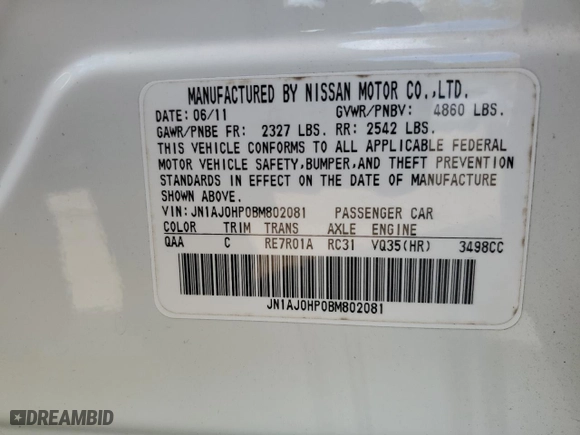 MANUFACTURED BY NISSAN MOTOR CO.,LTD.
DATE: 06/11 GVWR/PNBV: 4860 LBS.
GAWR/PNBE FR: 2327 LBS. RR: 2542 LBS.
THIS VEHICLE CONFORMS TO ALL APPLICABLE FEDERAL
MOTOR VEHICLE SAFETY,BUMPER,AND THEFT PREVENTION
STANDARDS IN EFFECT ON THE DATE OF MANUFACTURE
SHOWN ABOVE.
VIN: JN1AJ0HP0BM802081 PASSENGER CAR
COLOR TRIM TRANS AXLE ENGINE
QAA C RE7R01A RC31 VQ35(HR) 3498CC
JN1AJ0HP0BM802081
DREAMBID